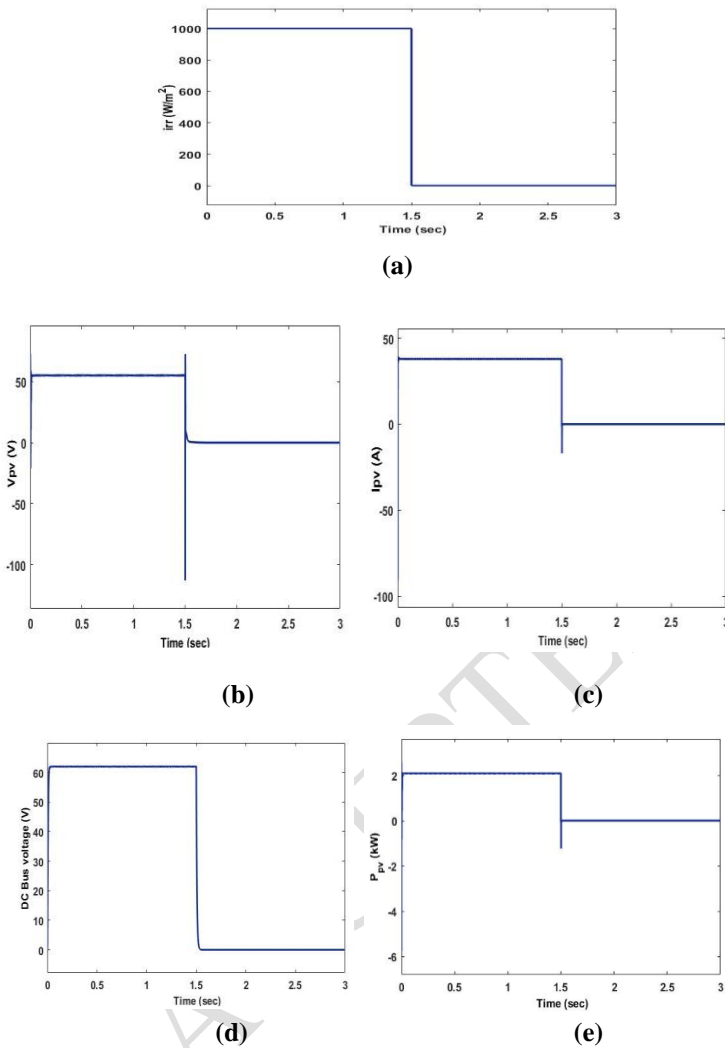 1000
800
600
400
200
0
irr (W/m²)
0 0.5 1 1.5 2 2.5 3
Time (sec)
(a)
50
0
-50
-100
Vpv (V)
0 0.5 1 1.5 2 2.5 3
Time (sec)
(b)
50
0
-50
-100
Ipv (A)
0 0.5 1 1.5 2 2.5 3
Time (sec)
(c)
60
50
40
30
20
10
0
DC Bus voltage (V)
0 0.5 1 1.5 2 2.5 3
Time (sec)
(d)
2
0
-2
-4
-6
P_pv (kW)
0 0.5 1 1.5 2 2.5 3
Time (sec)
(e)